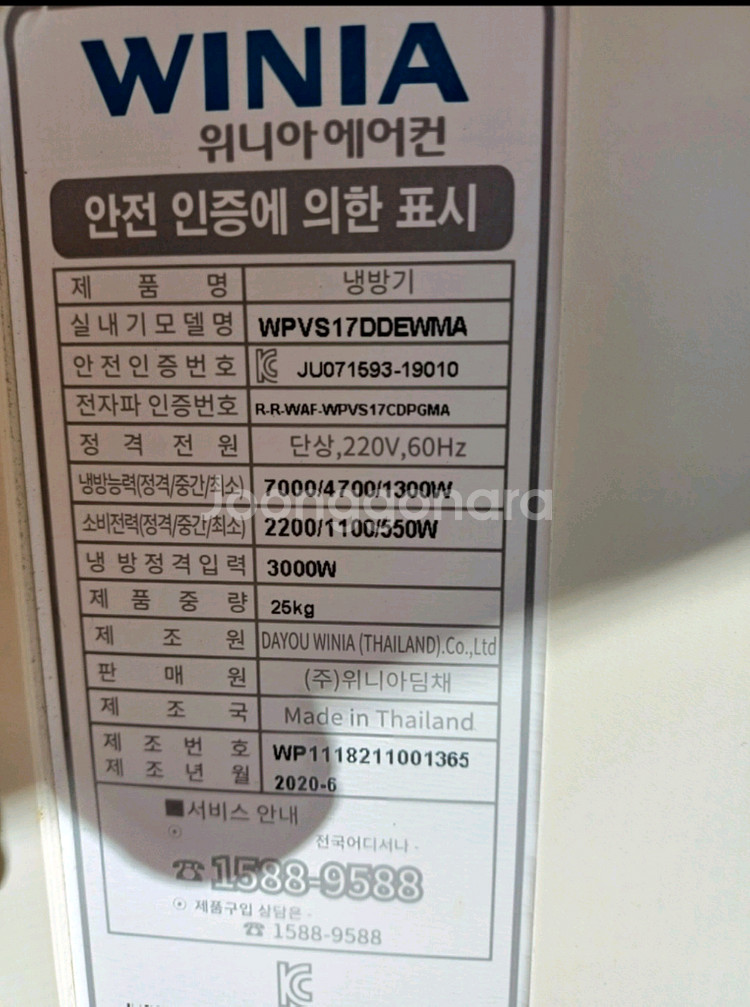 WINIA
위니아에어컨
안전 인증에 의한 표시
제 품 명 냉방기
실내기모델명 WPVS17DDEWMA
안전인증번호 JU071593-19010
전자파 인증번호 R-R-WAF-WPVS17CDPGMA
정 격 전 원 단상,220V,60Hz
냉방능력(정격/중간/최소) 7000/4700/1300W
Joongonara
소비전력(정격/중간/최소) 2200/1100/550W
냉방정격입력 3000W
제 품 중 량 25kg
제 조 원 DAYOU WINIA (THAILAND).Co.,Ltd
판 매 원 (주)위니아딤채
제 조 국 Made in Thailand
제 조 번 호 WP1118211001365
제 조 년 월 2020-6
■서비스 안내
전국어디서나 -
☎ 1588-9588
⊙ 제품구입 상담은 -
☎ 1588-9588